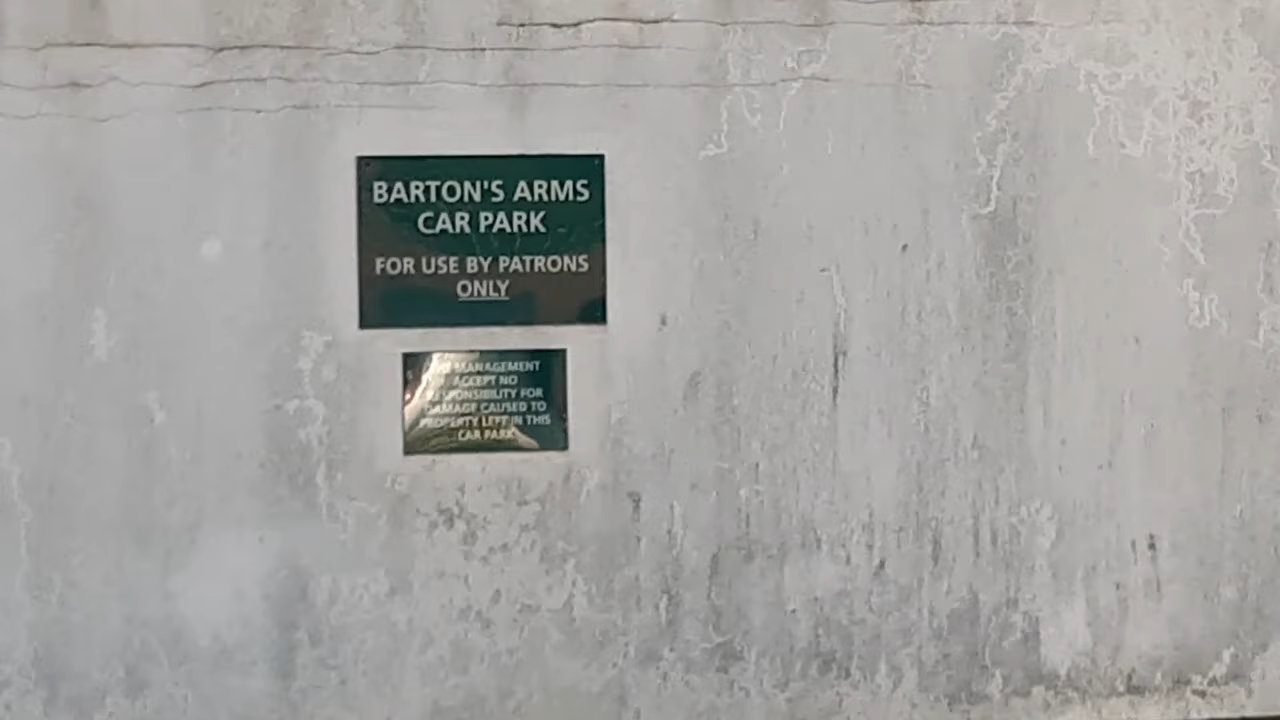 BARTON'S ARMS
CAR PARK
FOR USE BY PATRONS
ONLY
MANAGEMENT
ACCEPT NO
RESPONSIBILITY FOR
DAMAGE CAUSED TO
PROPERTY LEFT IN THIS
CAR PARK